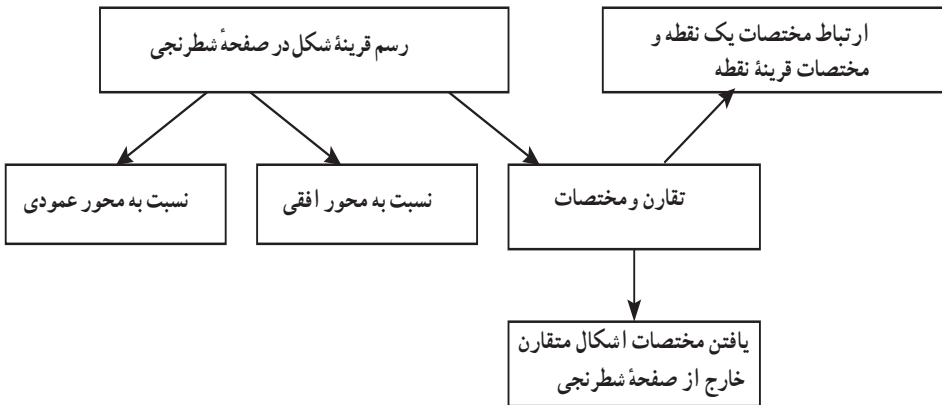 رسم قرینهٔ شکل در صفحهٔ شطرنجی
ارتباط مختصات یک نقطه و
مختصات قرینهٔ نقطه
تقارن و مختصات
نسبت به محور افقی
نسبت به محور عمودی
یافتن مختصات اشکال متقارن
خارج از صفحهٔ شطرنجی